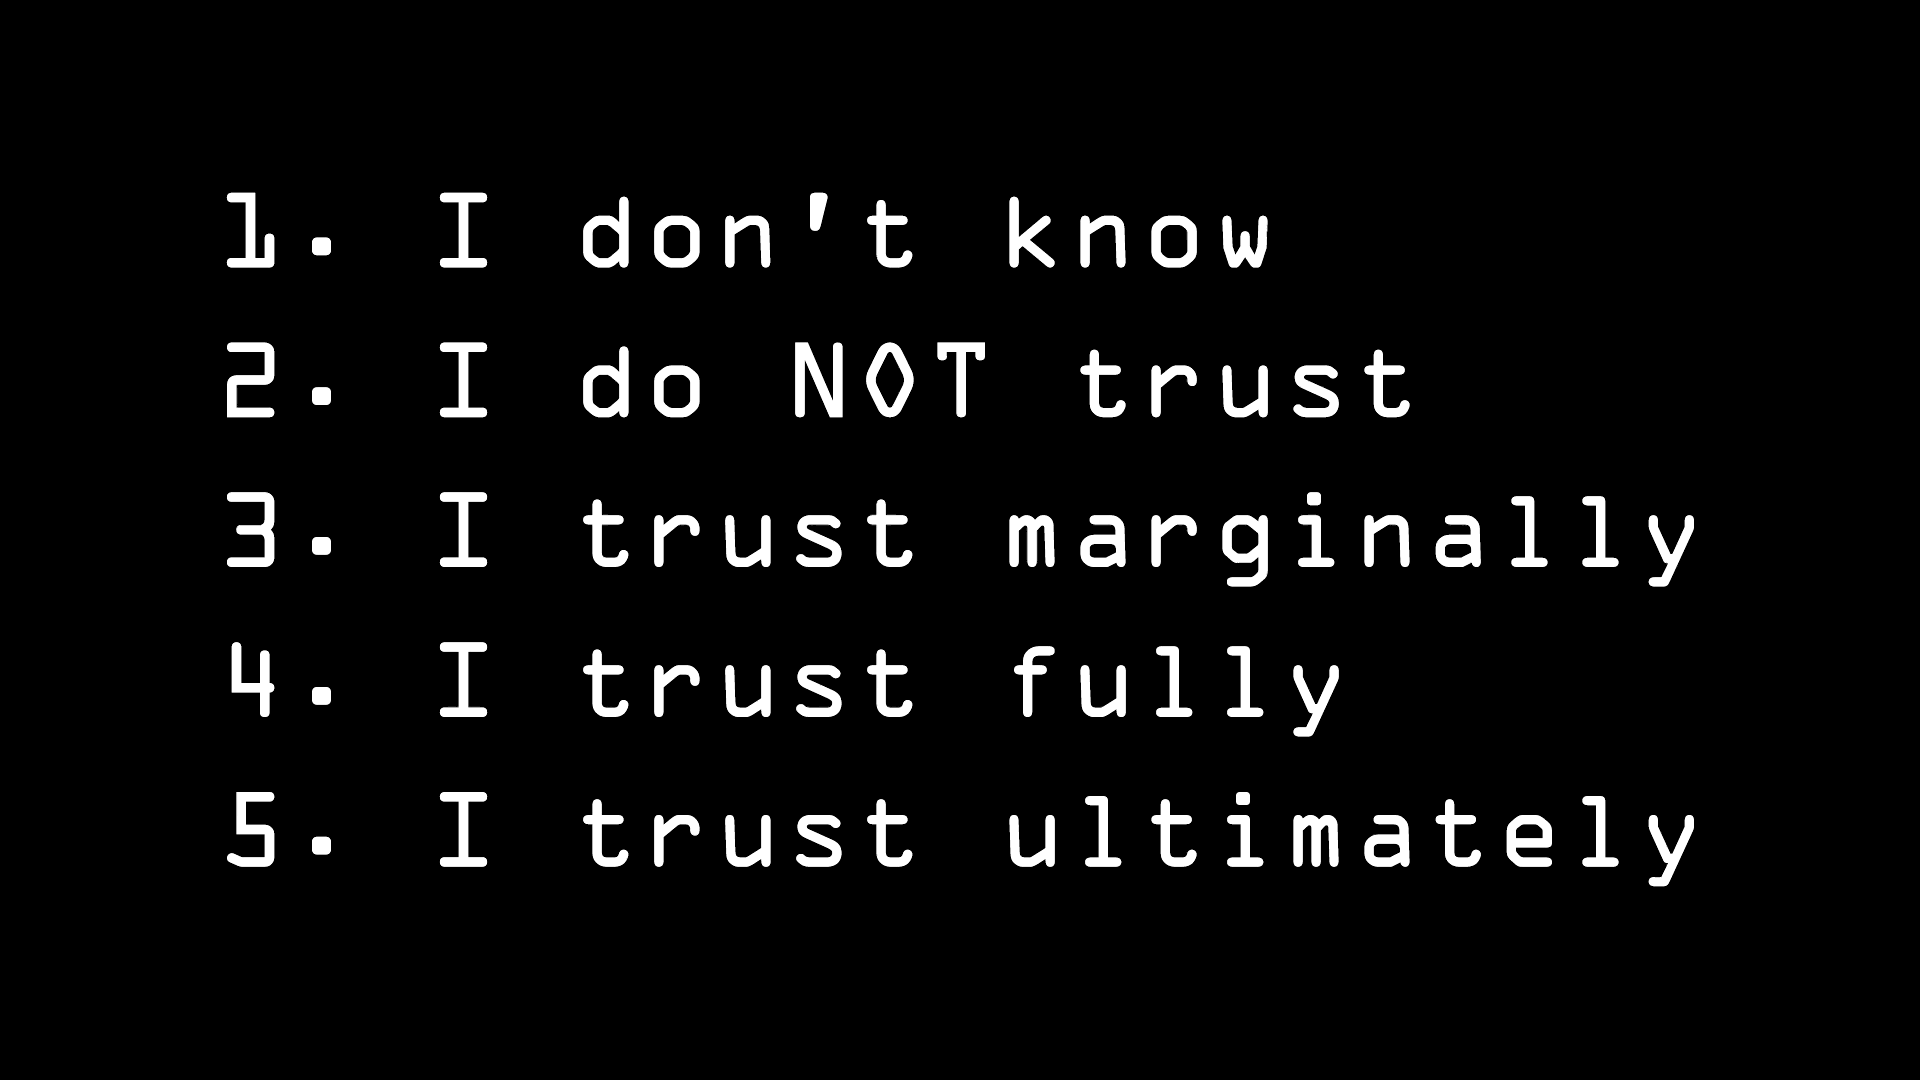 1. I don't know
2. I do NOT trust
3. I trust marginally
4. I trust fully
5. I trust ultimately